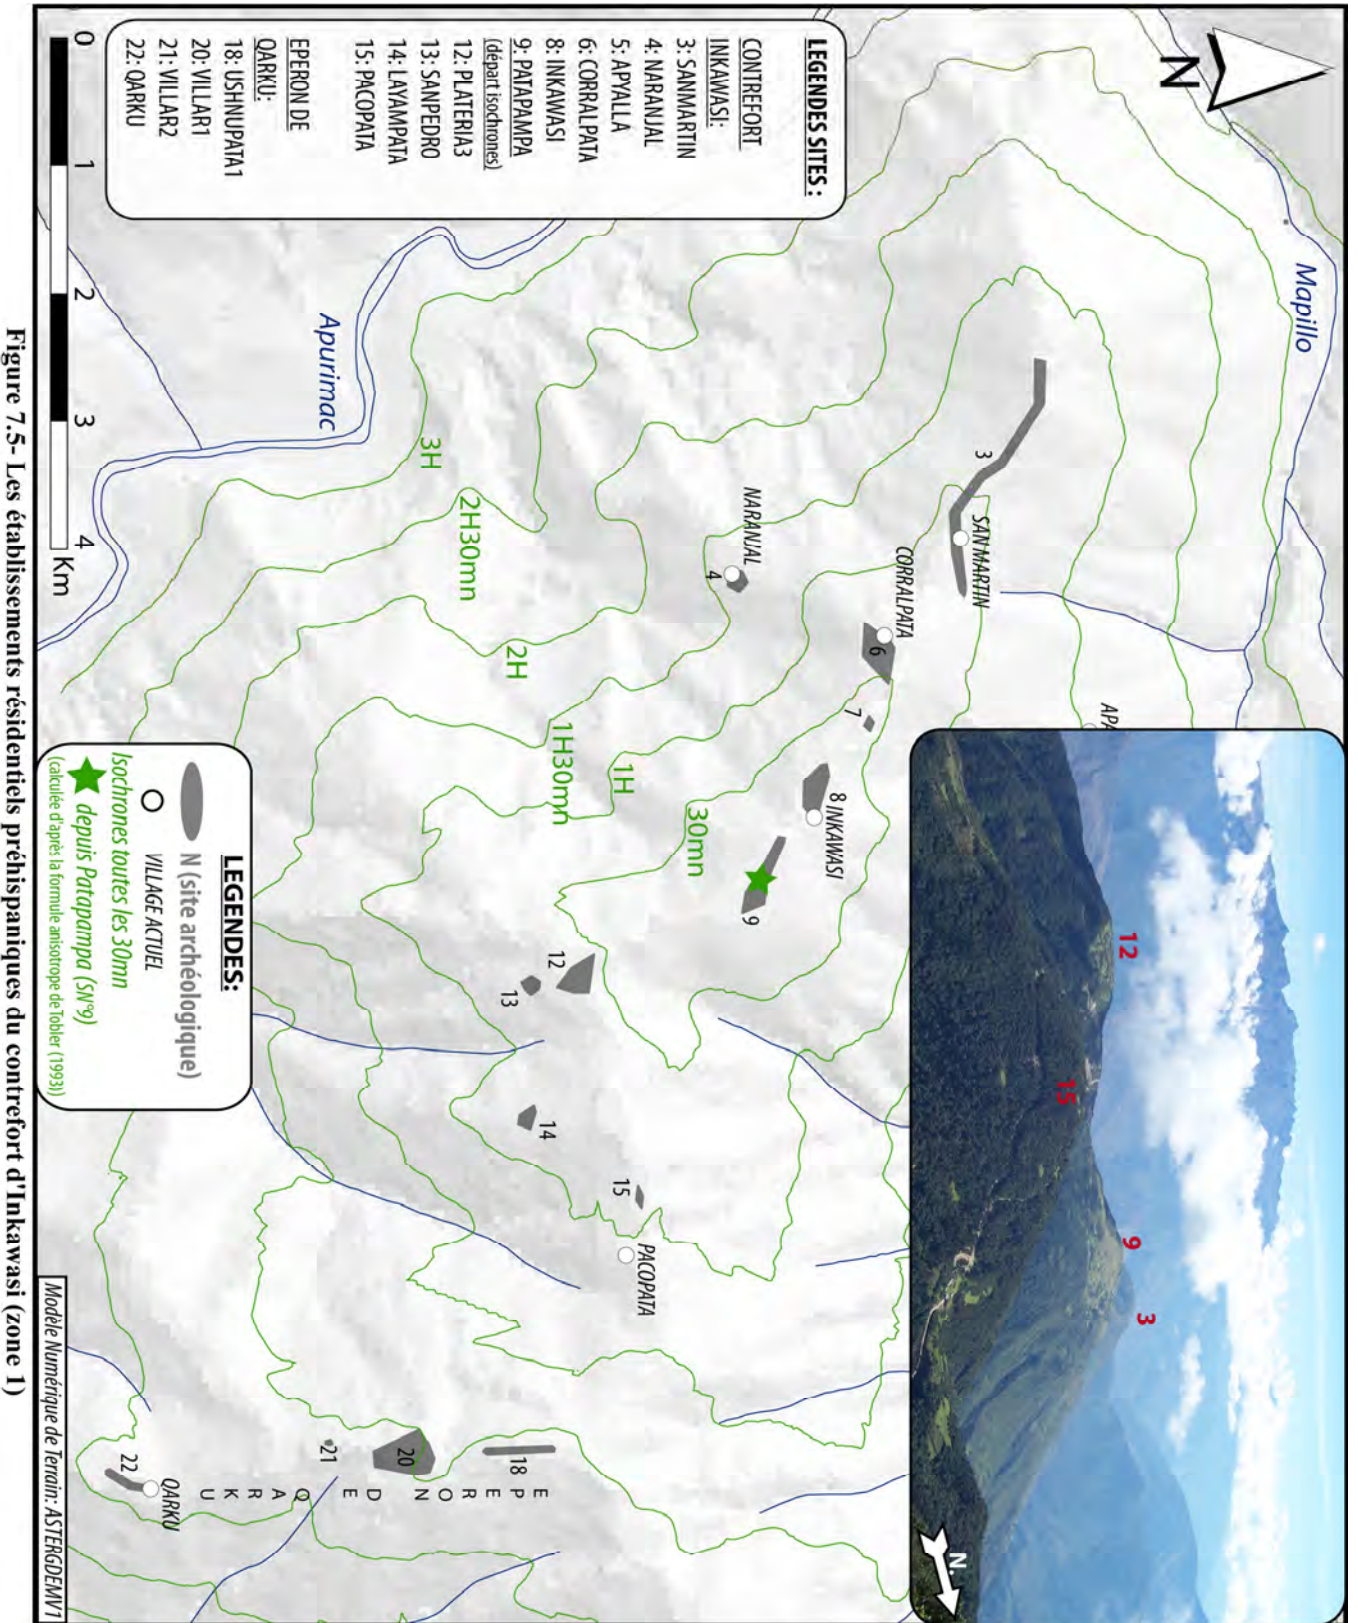 N
LEGENDES SITES :
CONTREFORT
INKAWASI:
3: SANMARTIN
4: NARANJAL
5: APYALLA
6: CORRALPATA
8: INKAWASI
9: PATAPAMPA
(départ isochrones)
12: PLATERIA3
13: SANPEDRO
14: LAYAMPATA
15: PACOPATA
EPERON DE
QARKU:
18: USHNUPATA1
20: VILLAR1
21: VILLAR2
22: QARKU
0 1 2 3 4 Km
Mapillo
Apurimac
3
SANMARTIN
APA
NARANJAL
4
CORRALPATA
6
7
8 INKAWASI
9
12
13
14
15
PACOPATA
18
20
21
22
QARKU
EPERON DE QARKU
30mn
1H
1H30mn
2H
2H30mn
3H
12
15
9
3
N.
LEGENDES:
N (site archéologique)
VILLAGE ACTUEL
Isochrones toutes les 30mn
depuis Patapampa (SN°9)
(calculée d'après la formule anisotrope de Tobler (1993))
Modèle Numérique de Terrain: ASTERGDEMV1
Figure 7.5- Les établissements résidentiels préhispaniques du contrefort d'Inkawasi (zone 1)